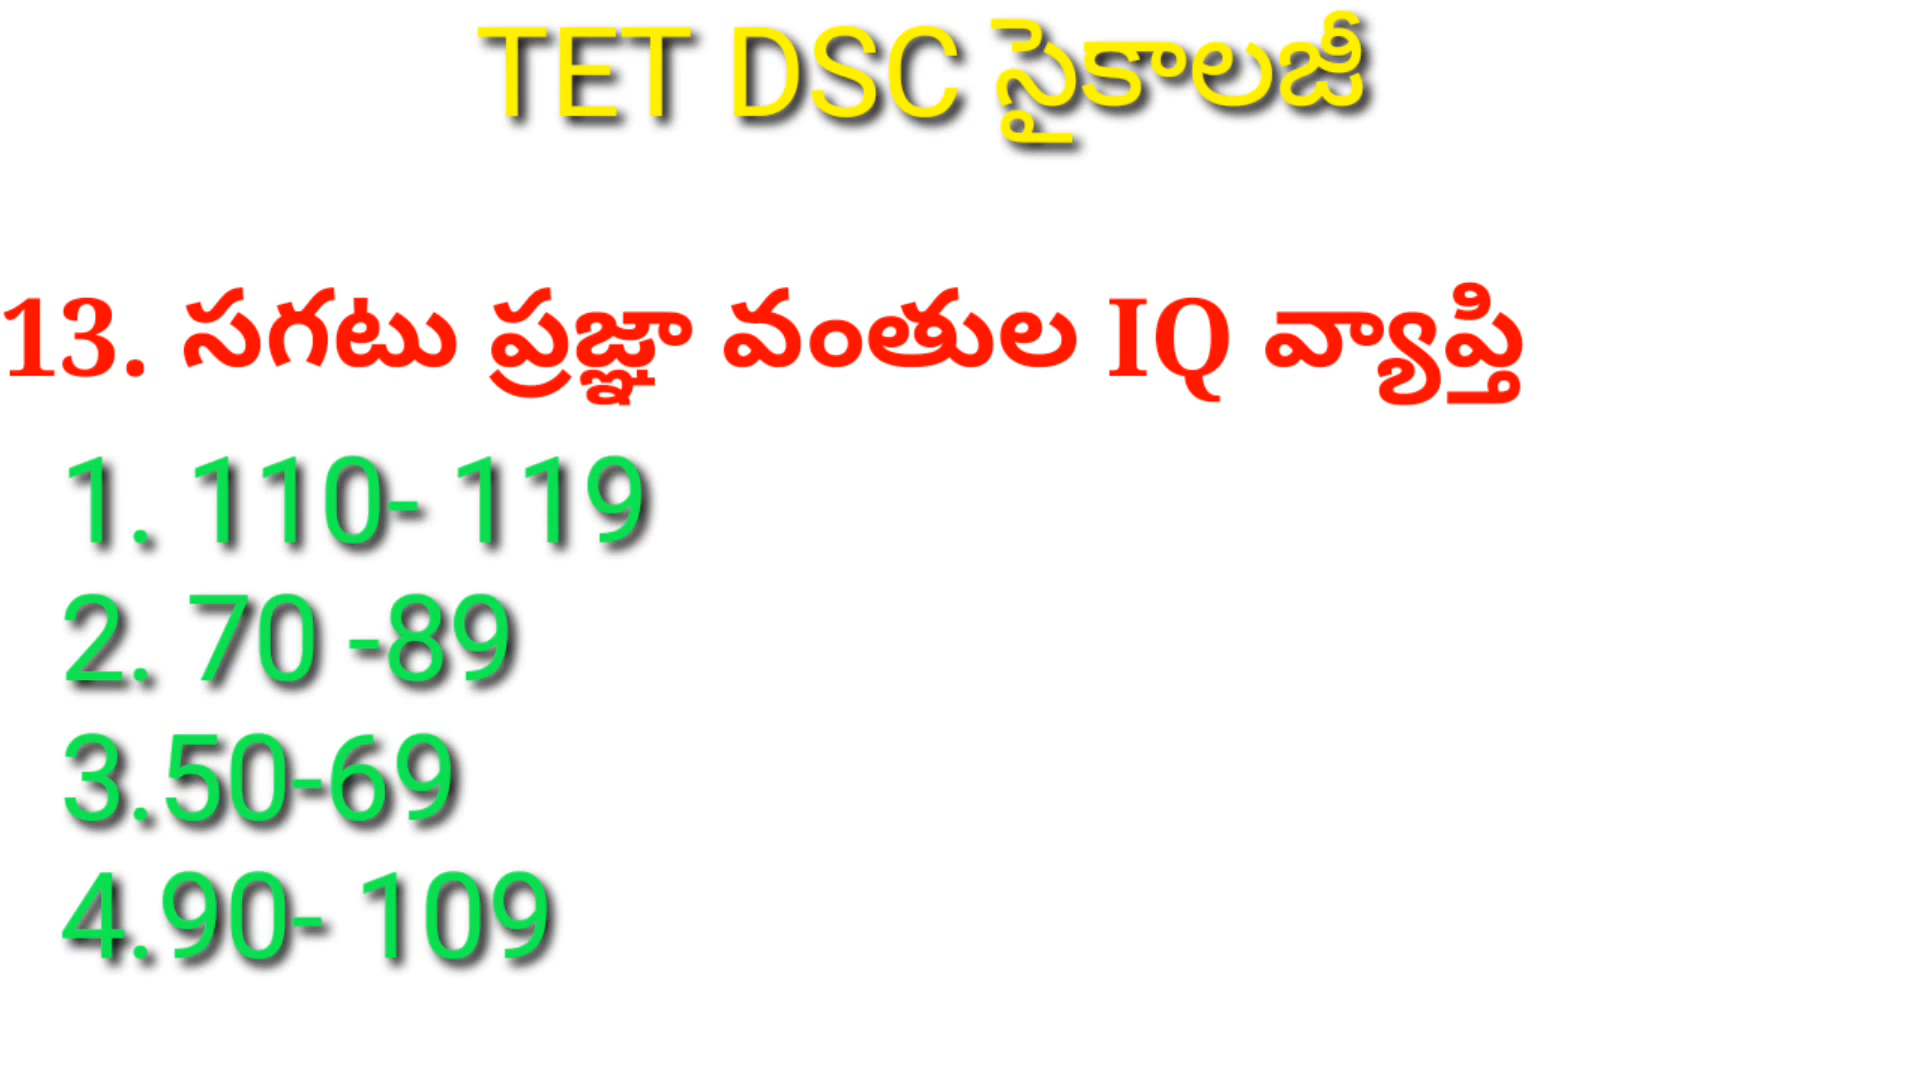 TET DSC సైకాలజీ
13. సగటు ప్రజ్ఞా వంతుల IQ వ్యాప్తి
1. 110- 119
2. 70 -89
3.50-69
4.90- 109